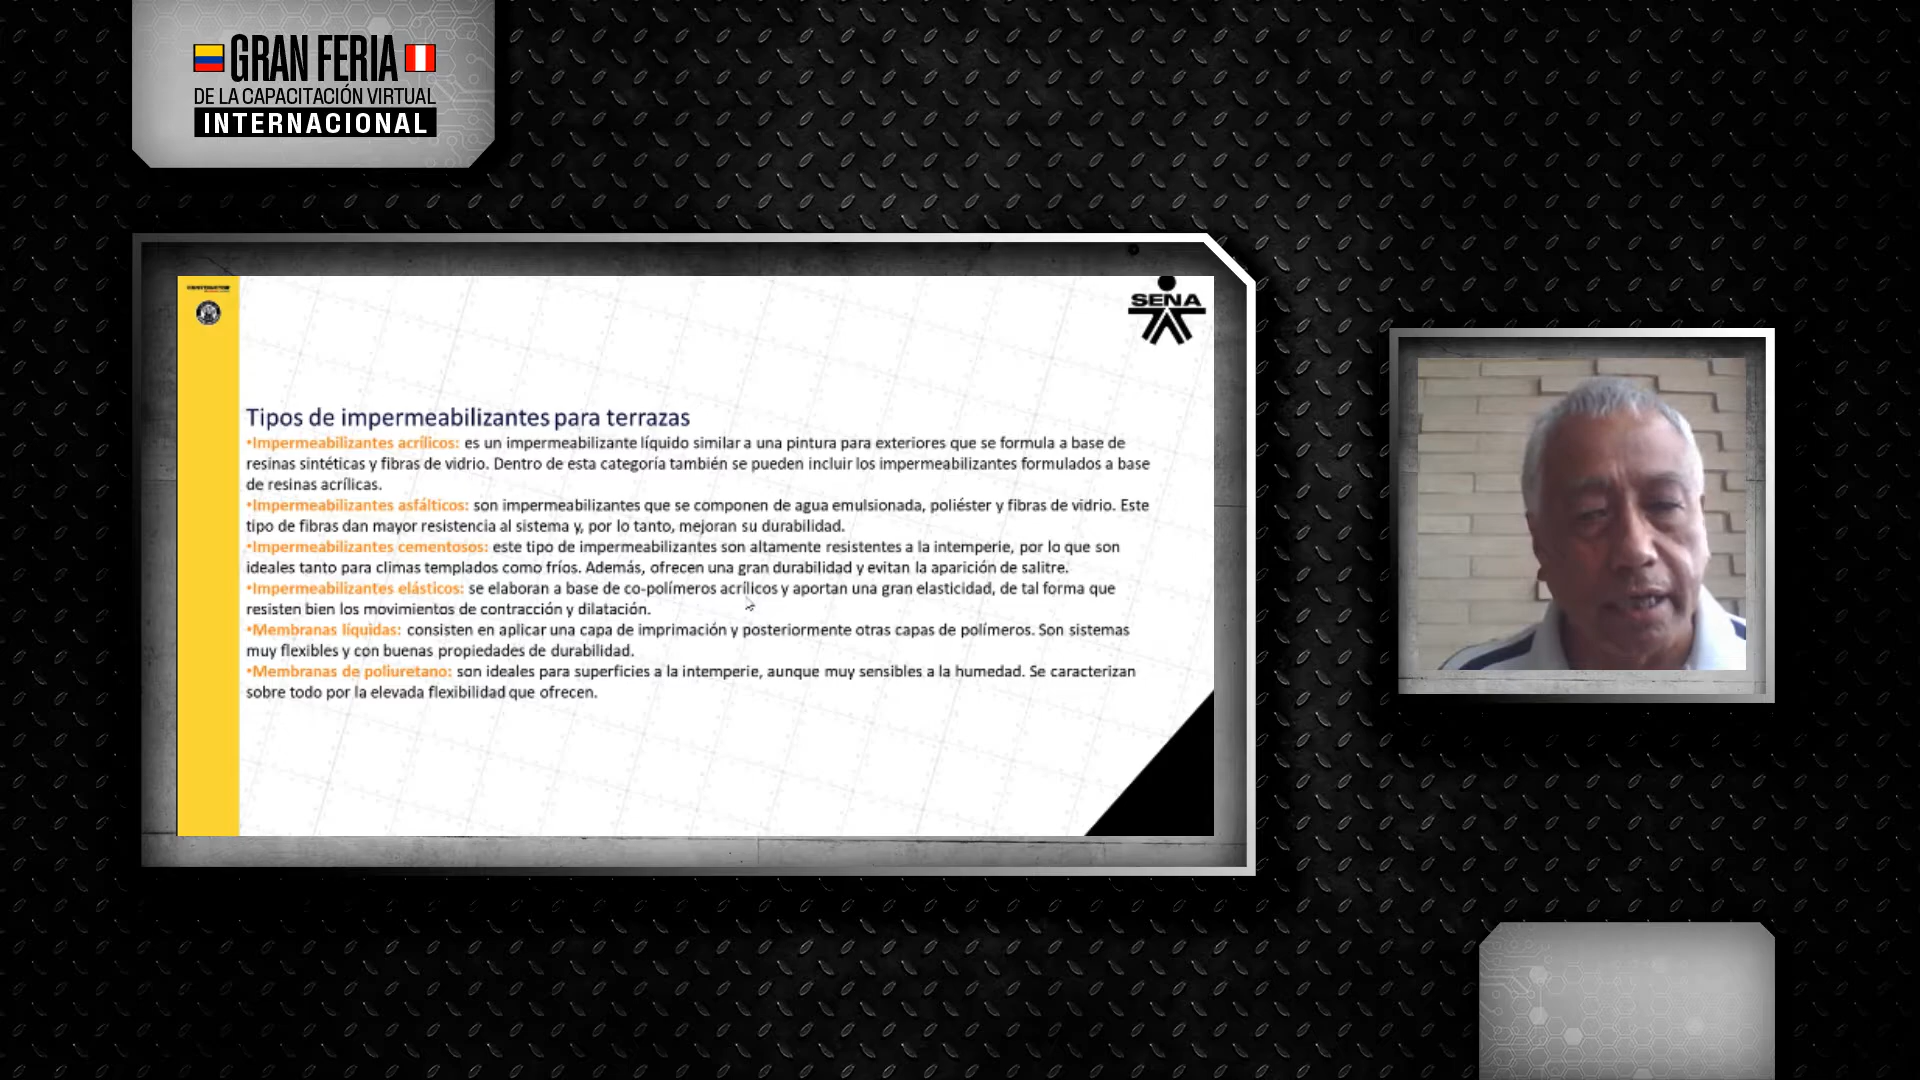 GRAN FERIA
DE LA CAPACITACIÓN VIRTUAL
INTERNACIONAL
SENA
Tipos de impermeabilizantes para terrazas
•Impermeabilizantes acrílicos: es un impermeabilizante líquido similar a una pintura para exteriores que se formula a base de
resinas sintéticas y fibras de vidrio. Dentro de esta categoría también se pueden incluir los impermeabilizantes formulados a base
de resinas acrílicas.
•Impermeabilizantes asfálticos: son impermeabilizantes que se componen de agua emulsionada, poliéster y fibras de vidrio. Este
tipo de fibras dan mayor resistencia al sistema y, por lo tanto, mejoran su durabilidad.
•Impermeabilizantes cementosos: este tipo de impermeabilizantes son altamente resistentes a la intemperie, por lo que son
ideales tanto para climas templados como fríos. Además, ofrecen una gran durabilidad y evitan la aparición de salitre.
•Impermeabilizantes elásticos: se elaboran a base de co-polímeros acrílicos y aportan una gran elasticidad, de tal forma que
resisten bien los movimientos de contracción y dilatación.
•Membranas líquidas: consisten en aplicar una capa de imprimación y posteriormente otras capas de polímeros. Son sistemas
muy flexibles y con buenas propiedades de durabilidad.
•Membranas de poliuretano: son ideales para superficies a la intemperie, aunque muy sensibles a la humedad. Se caracterizan
sobre todo por la elevada flexibilidad que ofrecen.